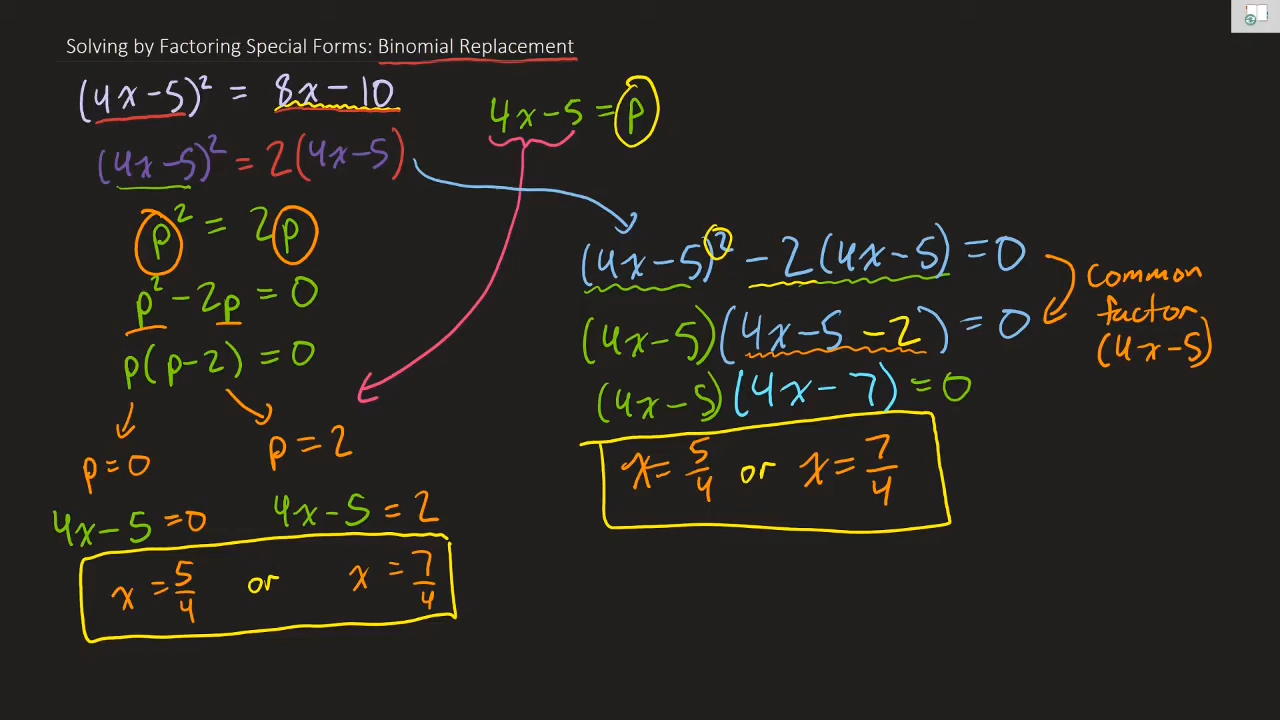 Solving by Factoring Special Forms: Binomial Replacement
(4x-5)² = 8x-10
4x-5 = p
(4x-5)² = 2(4x-5)
p² = 2p
p² - 2p = 0
p(p-2) = 0
p=0
p=2
4x-5=0
4x-5=2
x = 5/4 or x = 7/4
(4x-5)² - 2(4x-5) = 0
Common
factor
(4x-5)
(4x-5)(4x-5-2) = 0
(4x-5)(4x-7) = 0
x = 5/4 or x = 7/4